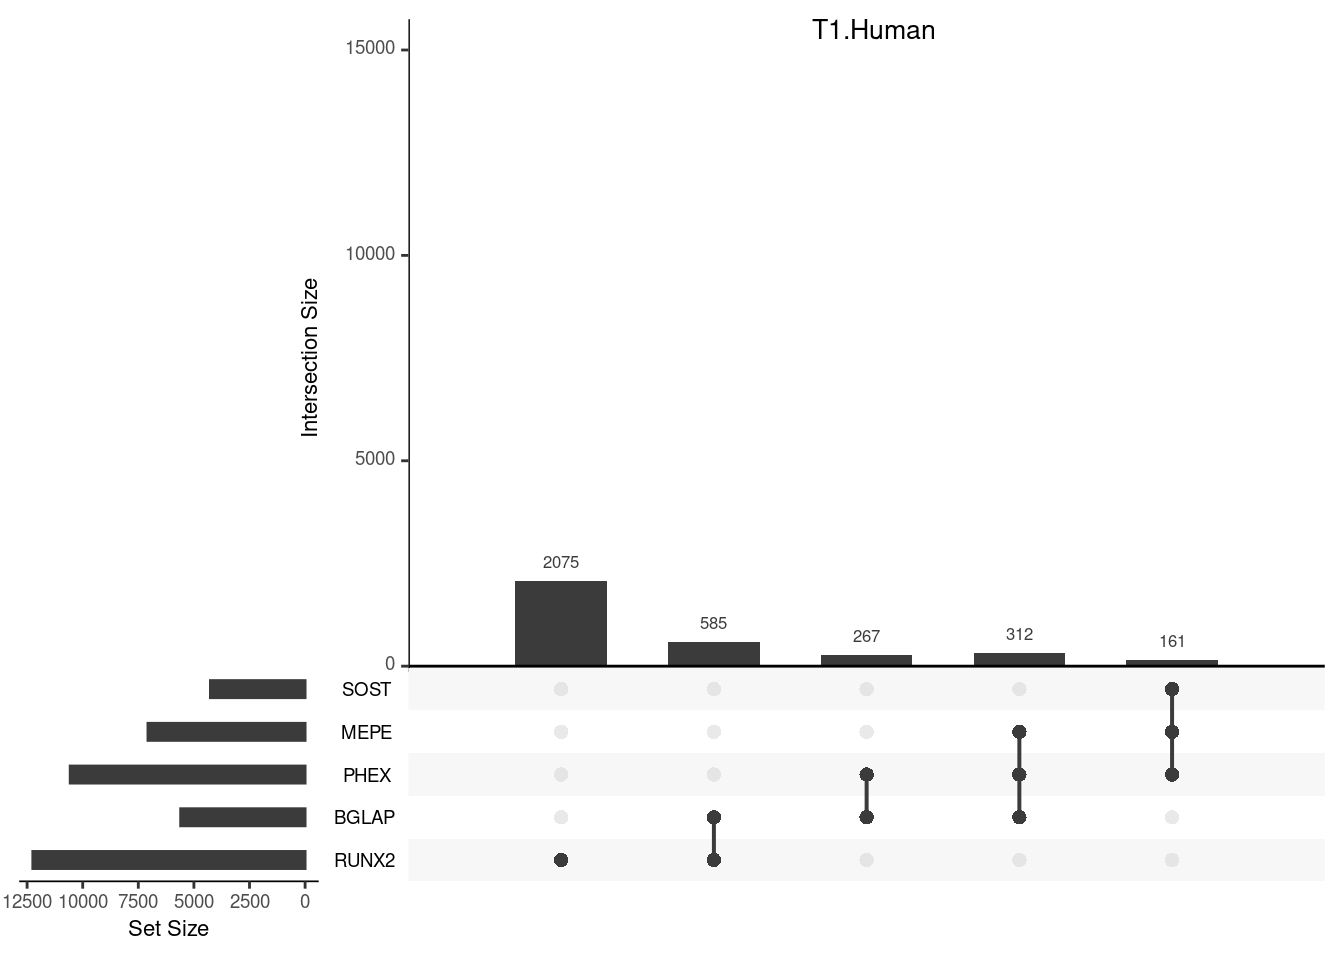 T1.Human
15000
10000
5000
0
Intersection Size
2075
585
267
312
161
SOST
MEPE
PHEX
BGLAP
RUNX2
12500 10000 7500 5000 2500 0
Set Size